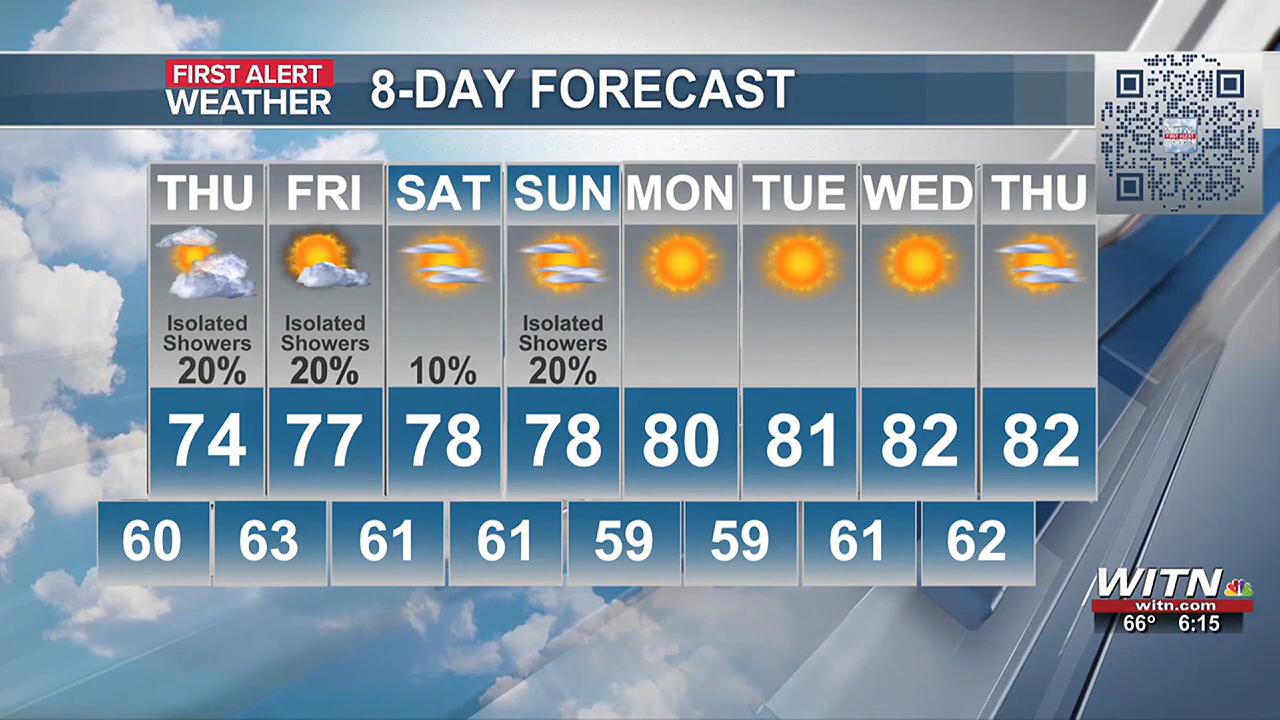 FIRST ALERT
WEATHER
8-DAY FORECAST
THU FRI SAT SUN MON TUE WED THU
Isolated Isolated Isolated
Showers Showers Showers
20% 20% 10% 20%
74 77 78 78 80 81 82 82
60 63 61 61 59 59 61 62
WITN
witn.com
66° 6:15